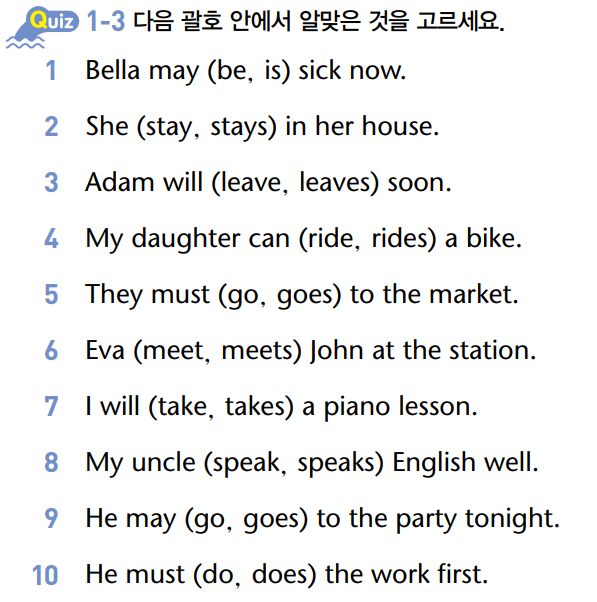 Quiz 1-3 다음 괄호 안에서 알맞은 것을 고르세요.
1 Bella may (be, is) sick now.
2 She (stay, stays) in her house.
3 Adam will (leave, leaves) soon.
4 My daughter can (ride, rides) a bike.
5 They must (go, goes) to the market.
6 Eva (meet, meets) John at the station.
7 I will (take, takes) a piano lesson.
8 My uncle (speak, speaks) English well.
9 He may (go, goes) to the party tonight.
10 He must (do, does) the work first.